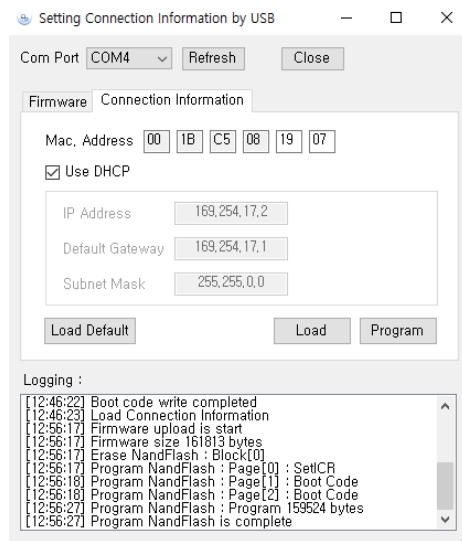 Setting Connection Information by USB
Com Port COM4 Refresh Close
Firmware Connection Information
Mac, Address 00 1B C5 08 19 07
Use DHCP
IP Address 169,254,17,2
Default Gateway 169,254,17,1
Subnet Mask 255,255,0,0
Load Default Load Program
Logging :
[12:46:22] Boot code write completed
[12:46:23] Load Connection Information
[12:56:17] Firmware upload is start
[12:56:17] Firmware size 161813 bytes
[12:56:17] Erase NandFlash : Block[0]
[12:56:17] Program NandFlash : Page[0] : SetICR
[12:56:18] Program NandFlash : Page[1] : Boot Code
[12:56:18] Program NandFlash : Page[2] : Boot Code
[12:56:27] Program NandFlash : Program 159524 bytes
[12:56:27] Program NandFlash is complete